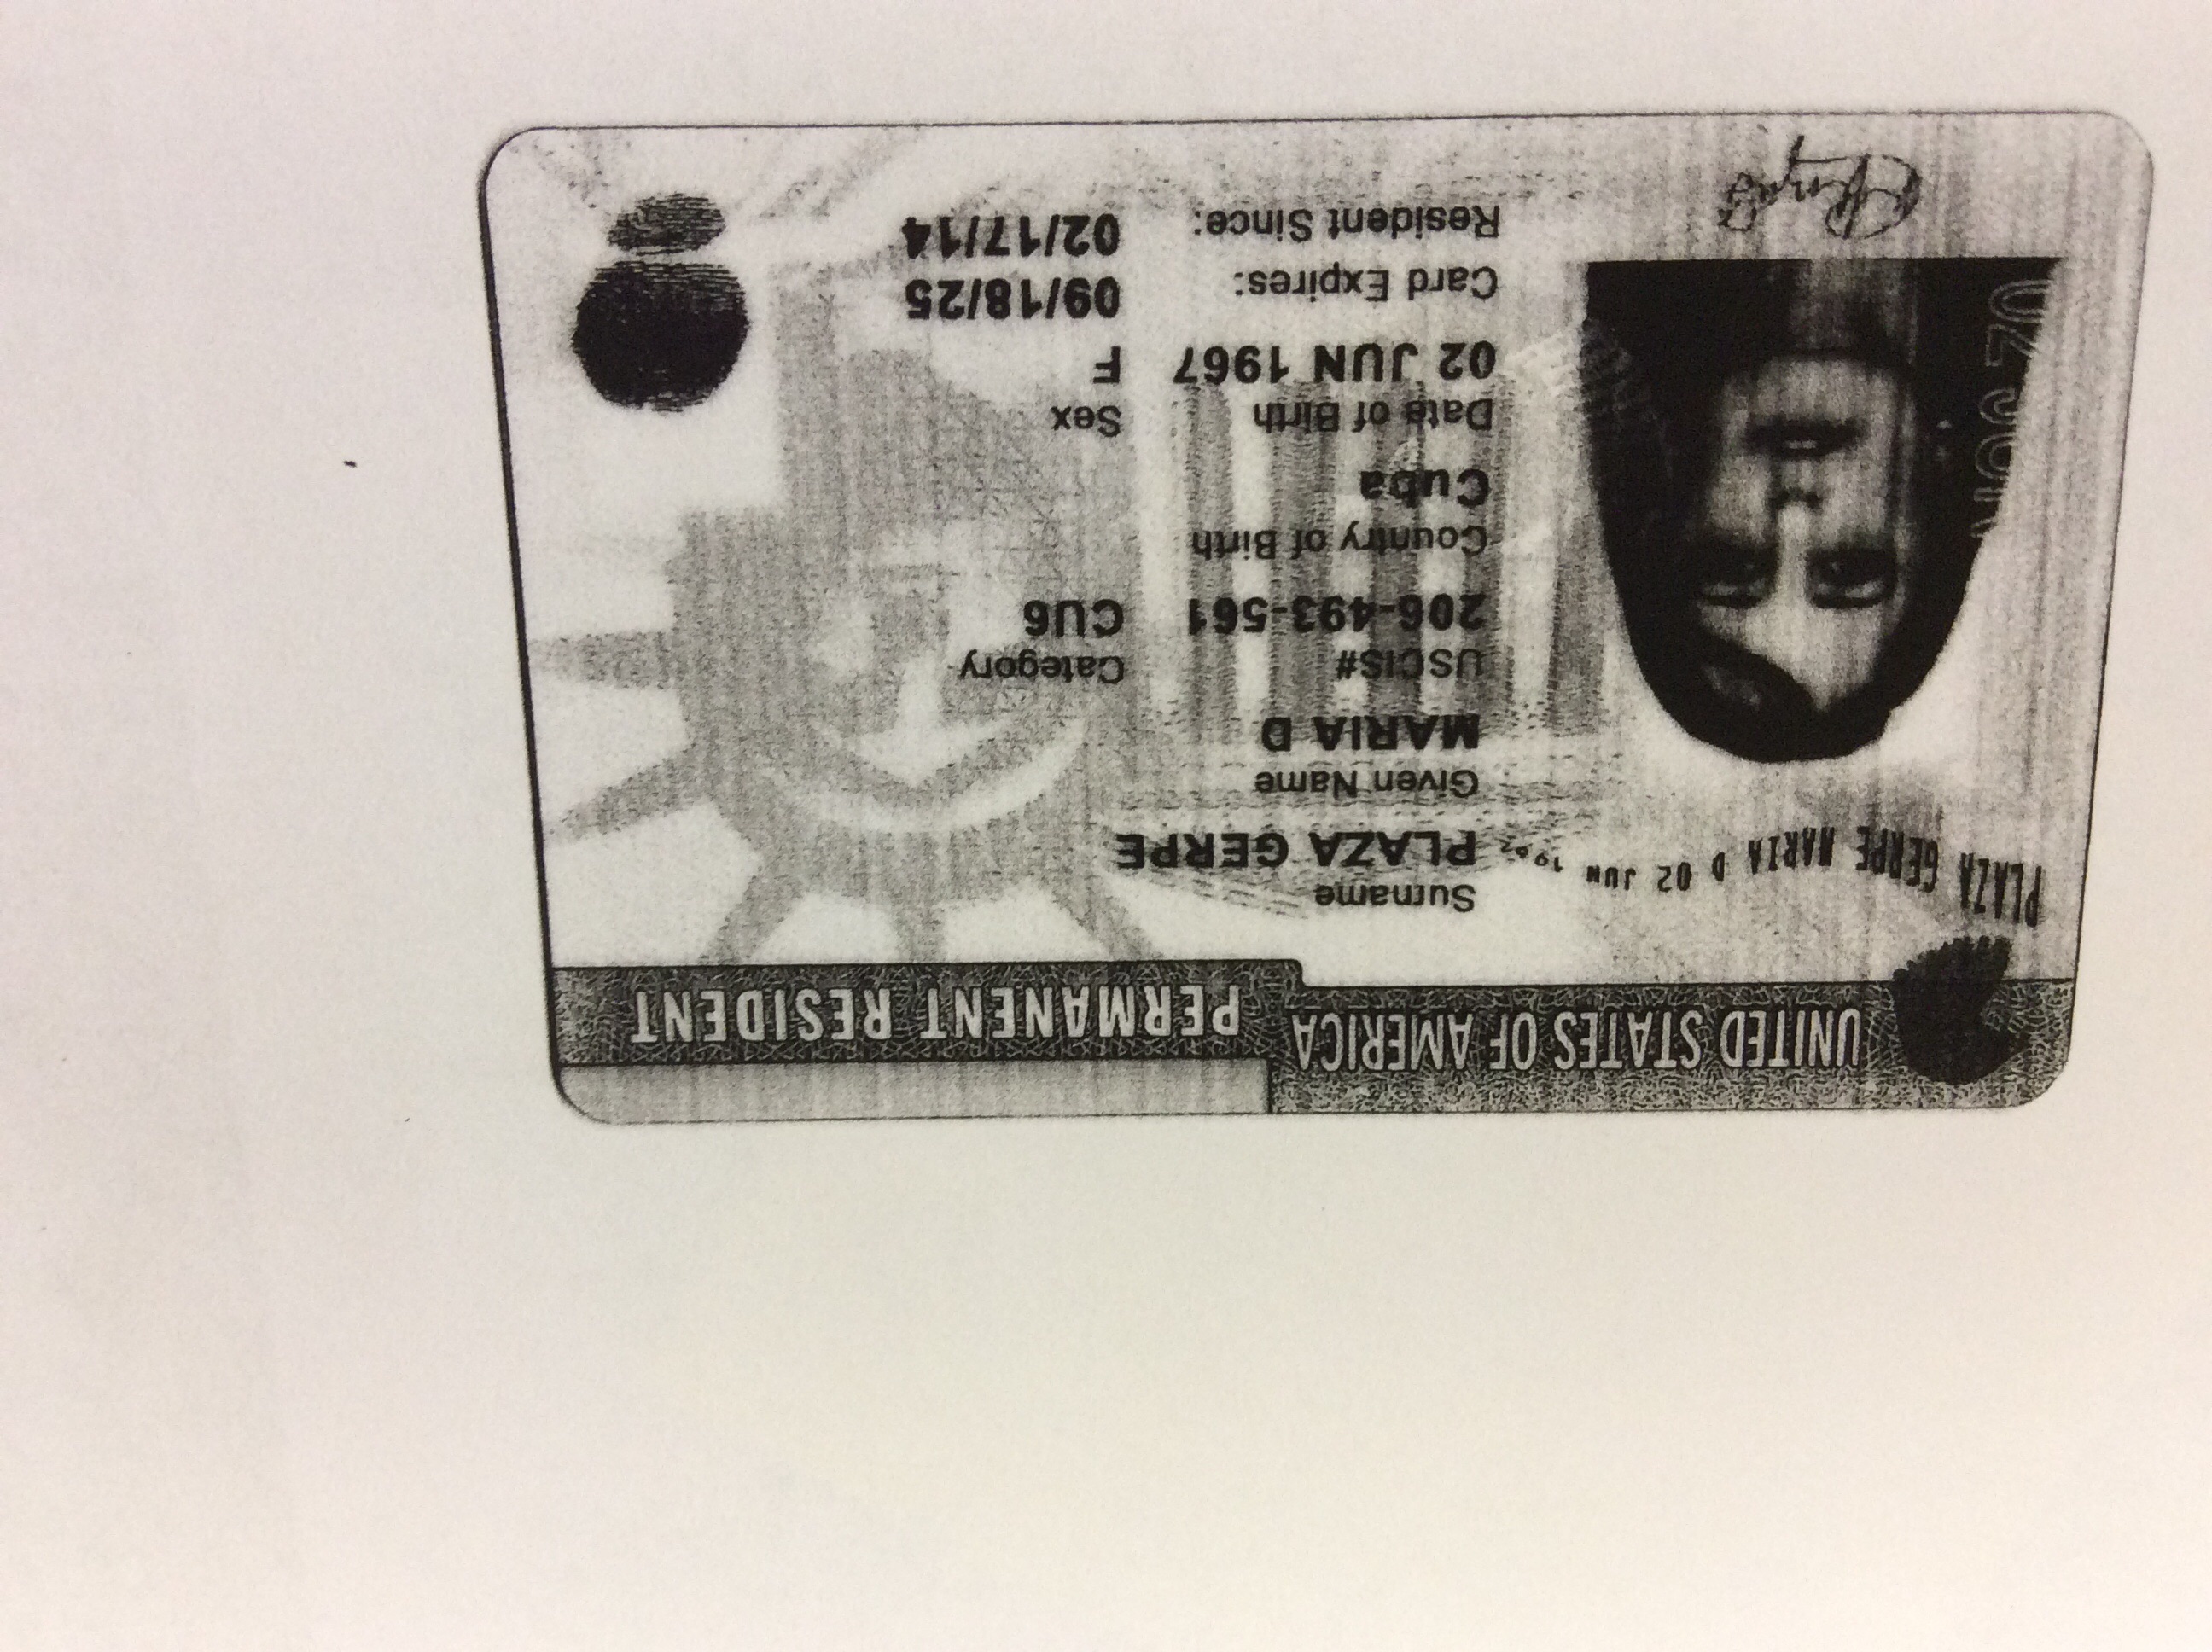 UNITED STATES OF AMERICA
PERMANENT RESIDENT
PLAZA GERPE MARIA D 02 JUN
Surname
PLAZA GERPE
Given Name
MARIA D
USCIS# Category
206-493-561 CU6
Country of Birth
Cuba
Date of Birth Sex
02 JUN 1967 F
Card Expires: 09/18/25
Resident Since: 02/17/14